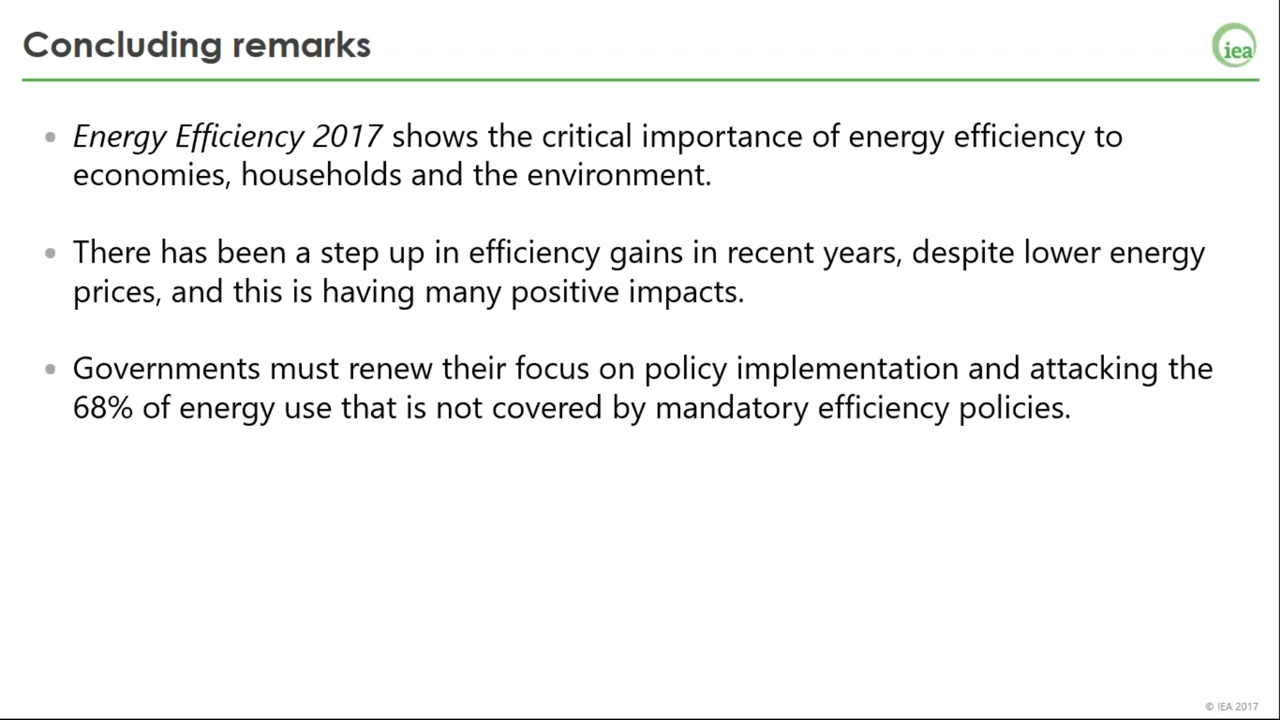 Concluding remarks
iea
• Energy Efficiency 2017 shows the critical importance of energy efficiency to
economies, households and the environment.
• There has been a step up in efficiency gains in recent years, despite lower energy
prices, and this is having many positive impacts.
• Governments must renew their focus on policy implementation and attacking the
68% of energy use that is not covered by mandatory efficiency policies.
© IEA 2017